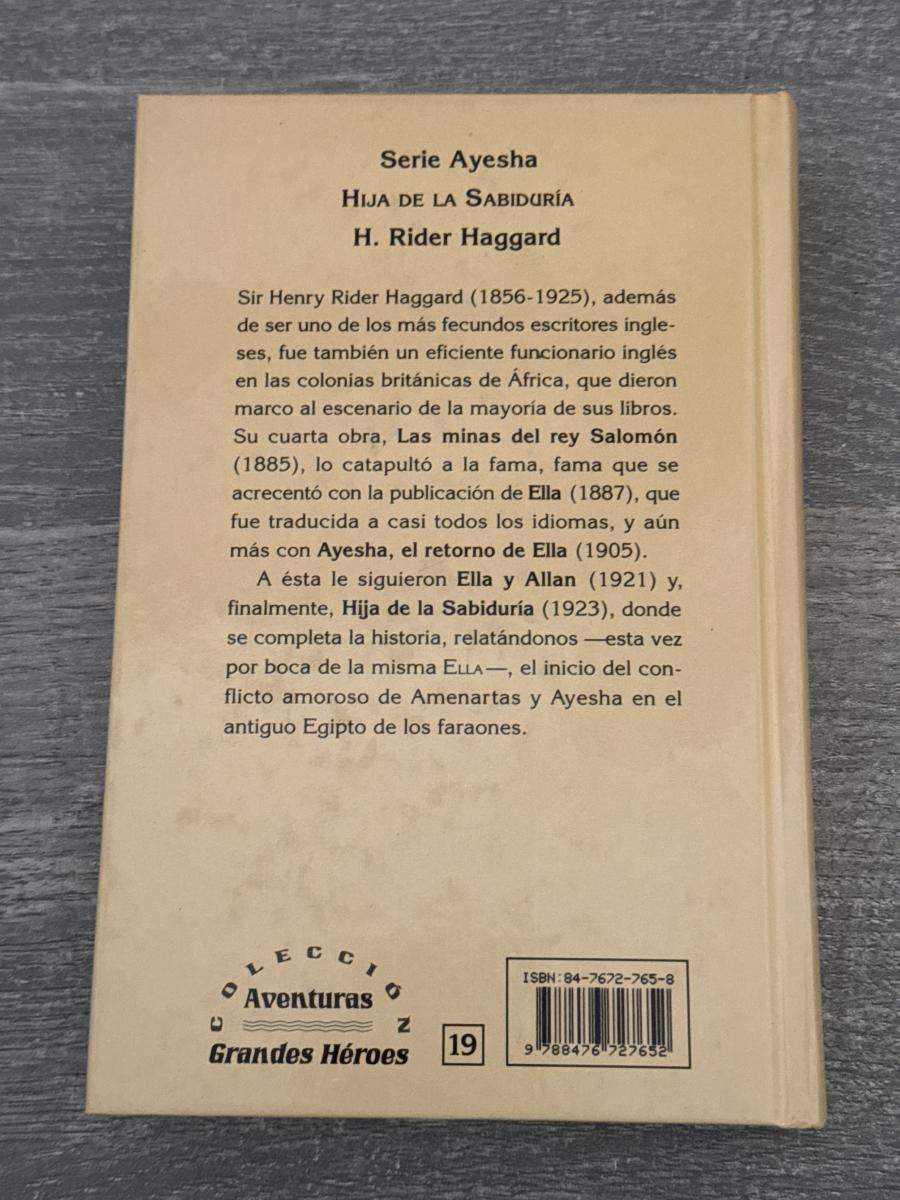 Serie Ayesha
HIJA DE LA SABIDURÍA
H. Rider Haggard
Sir Henry Rider Haggard (1856-1925), además
de ser uno de los más fecundos escritores ingle-
ses, fue también un eficiente funcionario inglés
en las colonias británicas de África, que dieron
marco al escenario de la mayoría de sus libros.
Su cuarta obra, Las minas del rey Salomón
(1885), lo catapultó a la fama, fama que se
acrecentó con la publicación de Ella (1887), que
fue traducida a casi todos los idiomas, y aún
más con Ayesha, el retorno de Ella (1905).
A ésta le siguieron Ella y Allan (1921) y,
finalmente, Hija de la Sabiduría (1923), donde
se completa la historia, relatándonos —esta vez
por boca de la misma ELLA—, el inicio del con-
flicto amoroso de Amenartas y Ayesha en el
antiguo Egipto de los faraones.
COLECCIÓN
Aventuras
Grandes Héroes
19
ISBN:84-7672-765-8
9 788476 727652